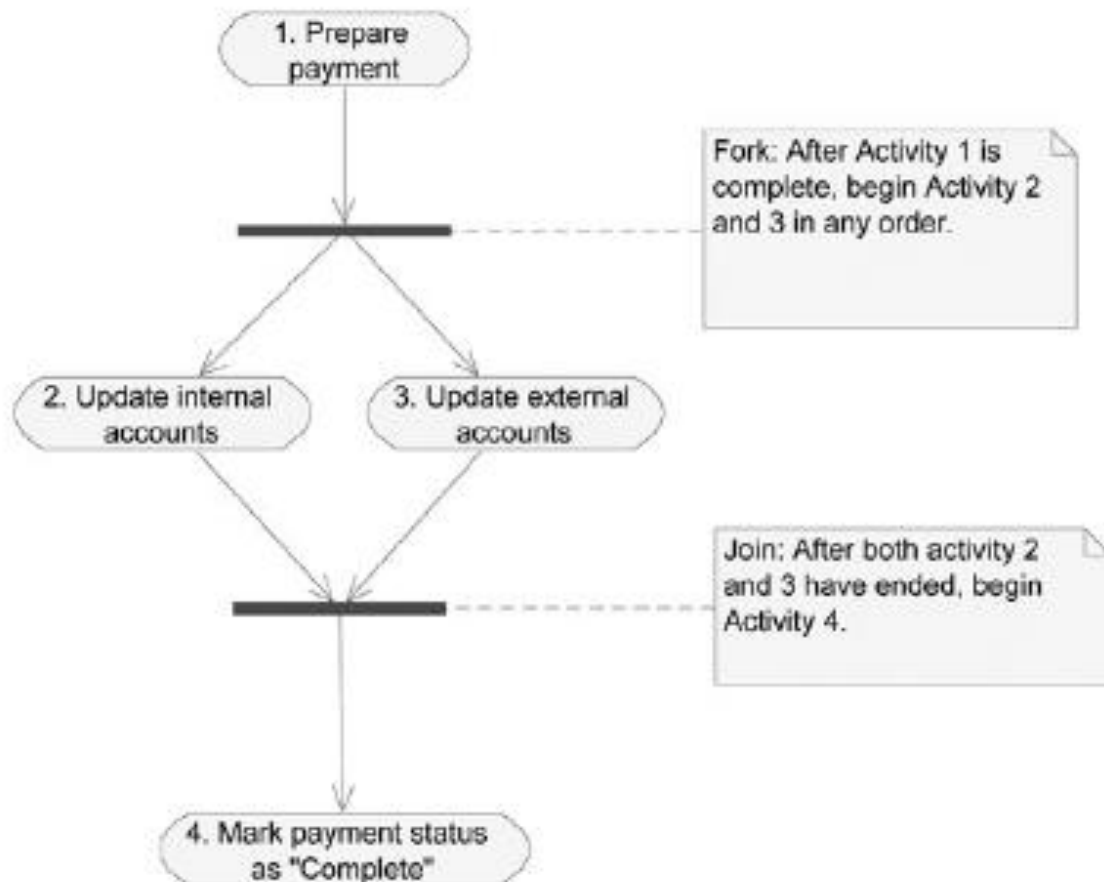 1. Prepare
payment
Fork: After Activity 1 is
complete, begin Activity 2
and 3 in any order.
2. Update internal
accounts
3. Update external
accounts
Join: After both activity 2
and 3 have ended, begin
Activity 4.
4. Mark payment status
as "Complete"